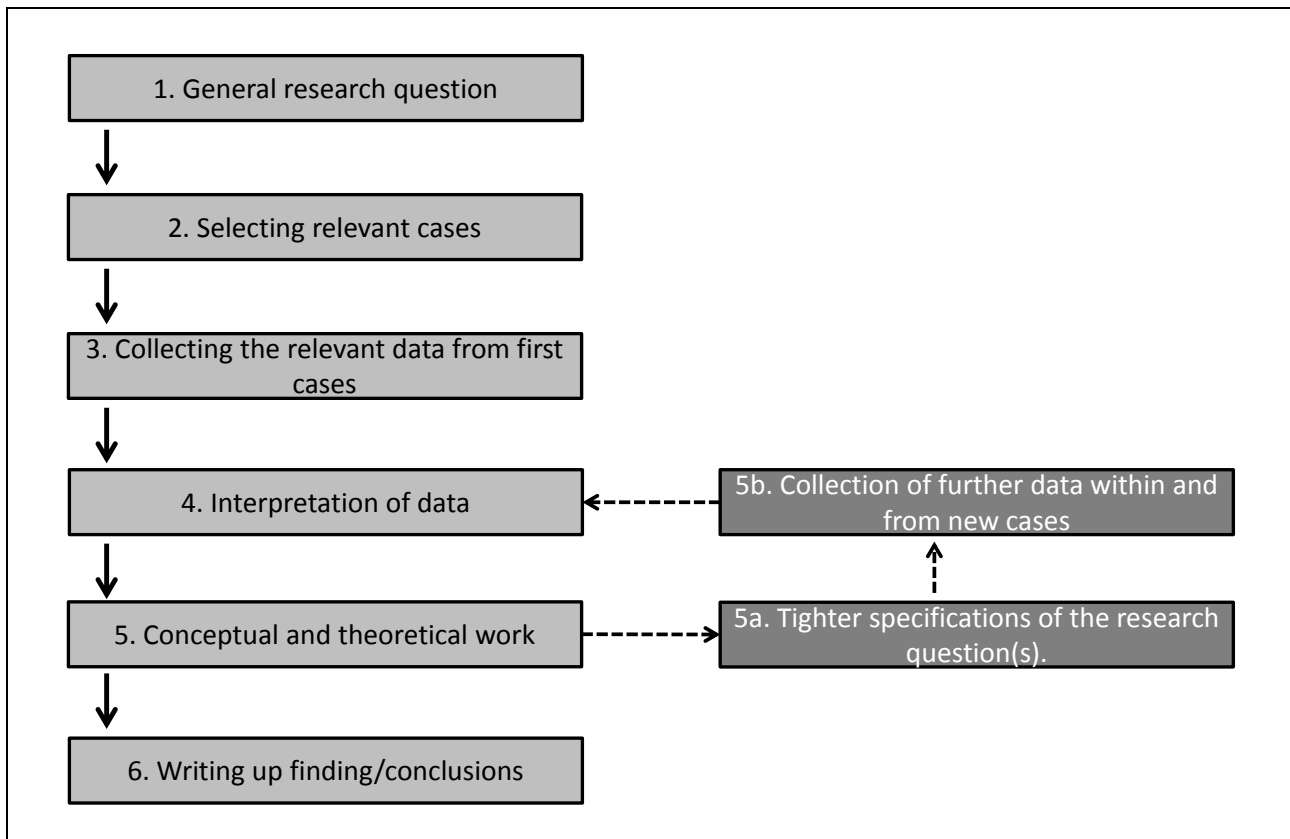 1. General research question
2. Selecting relevant cases
3. Collecting the relevant data from first
cases
4. Interpretation of data
5b. Collection of further data within and
from new cases
5. Conceptual and theoretical work
5a. Tighter specifications of the research
question(s).
6. Writing up finding/conclusions